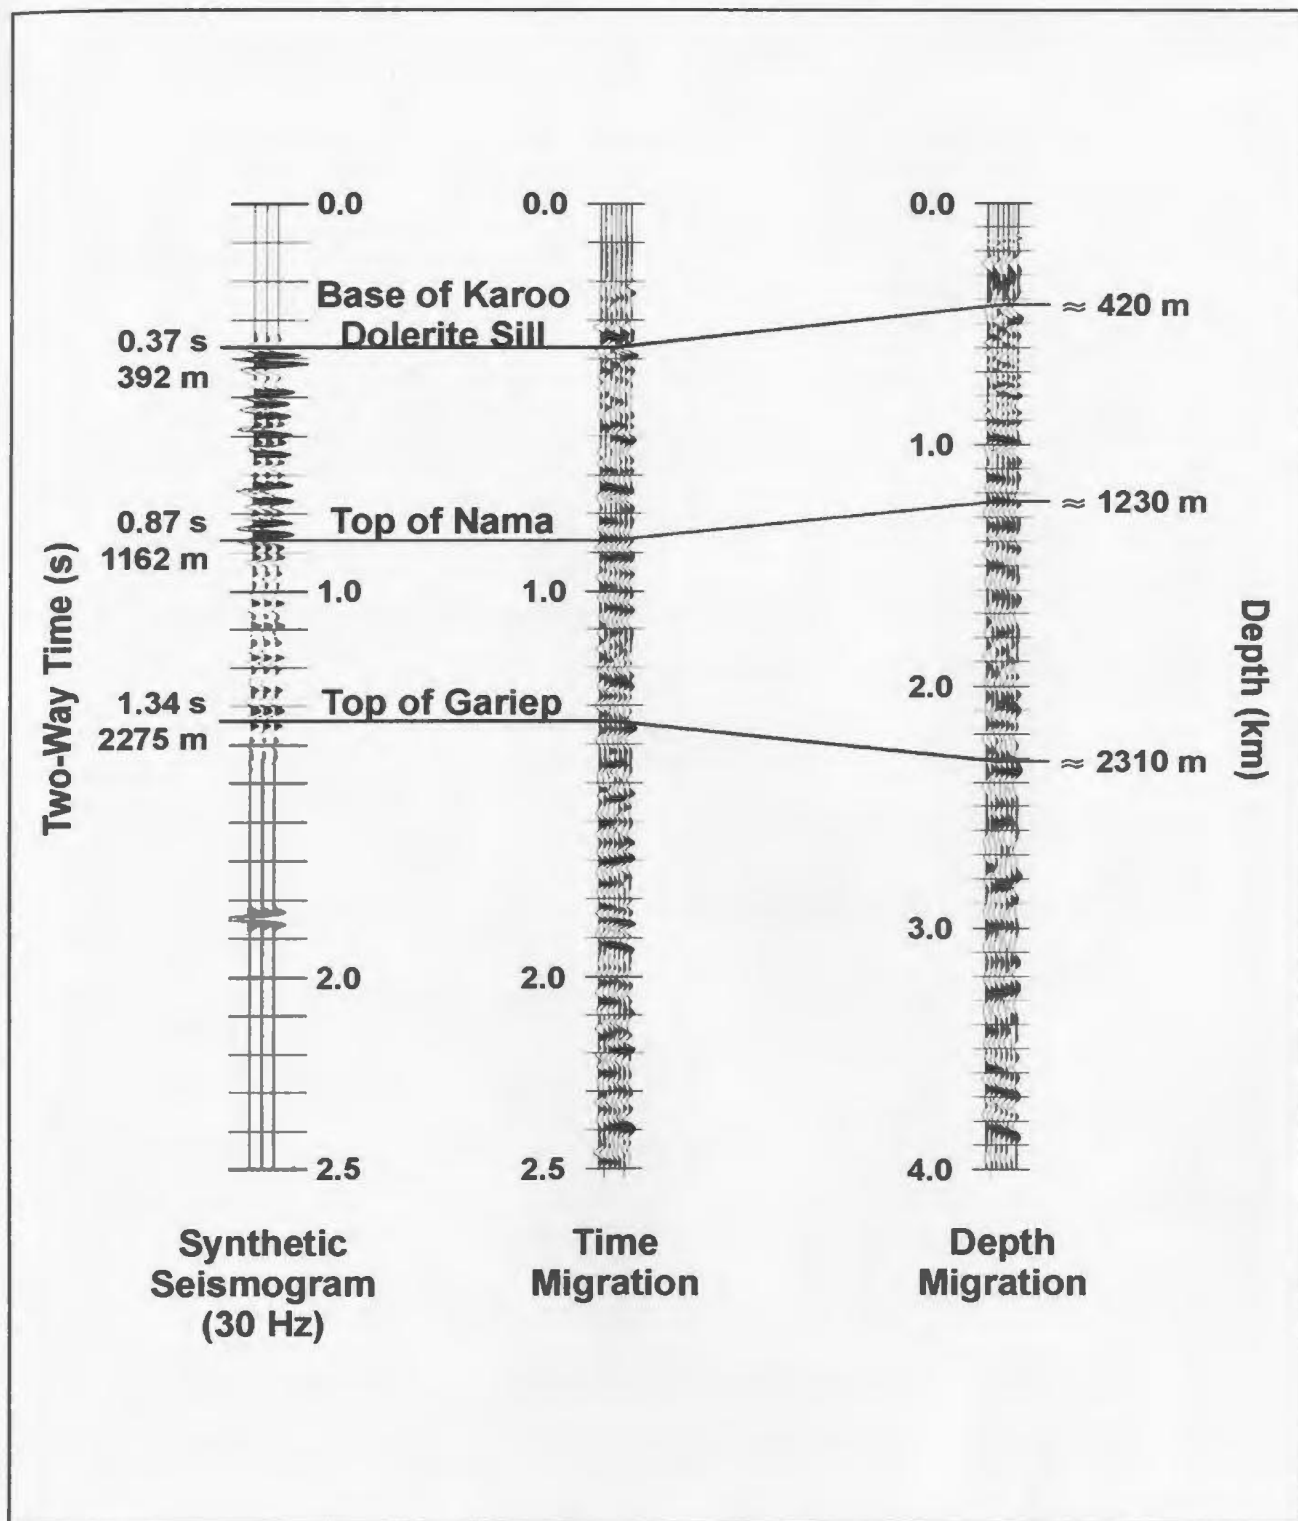 0.0
0.0
0.0
Base of Karoo
Dolerite Sill
≈ 420 m
0.37 s
392 m
1.0
Top of Nama
≈ 1230 m
0.87 s
1162 m
1.0
1.0
Two-Way Time (s)
Depth (km)
2.0
Top of Gariep
1.34 s
2275 m
≈ 2310 m
3.0
2.0
2.0
2.5
2.5
4.0
Synthetic
Seismogram
(30 Hz)
Time
Migration
Depth
Migration